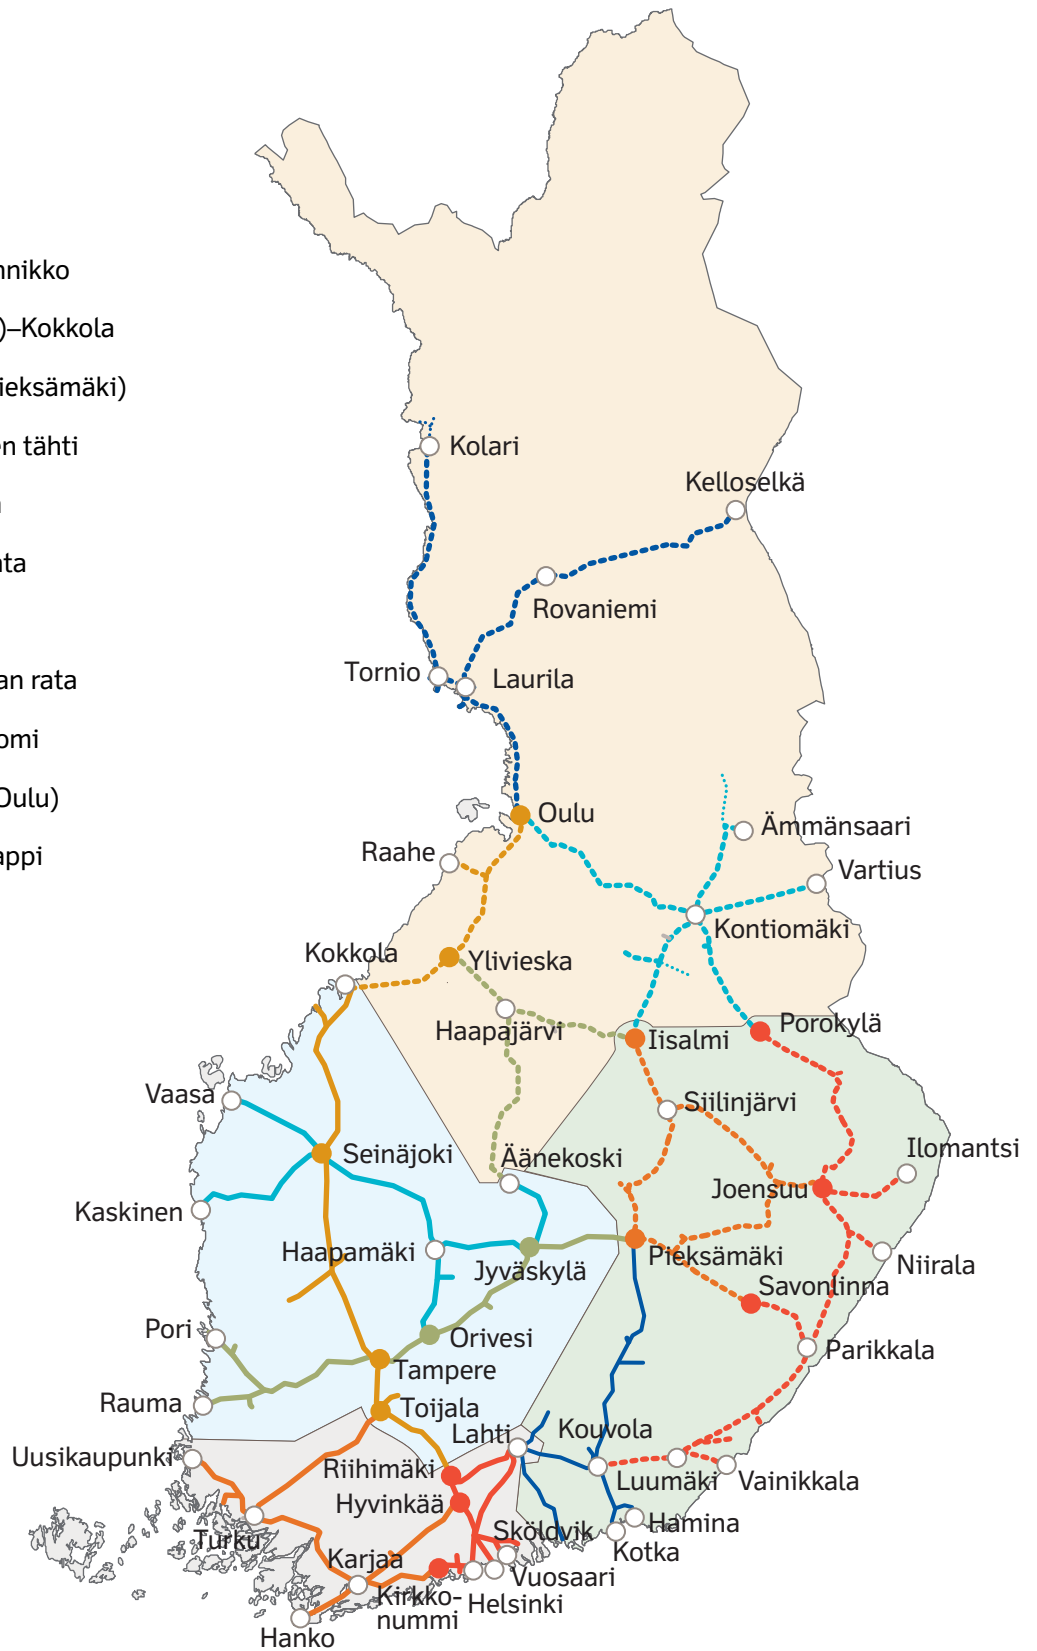 nnikko
)–Kokkola
ieksämäki)
n tähti
ta
an rata
omi
Oulu)
appi
Kolari
Kelloselkä
Rovaniemi
Tornio
Laurila
Oulu
Ämmänsaari
Raahe
Vartius
Kontiomäki
Kokkola
Ylivieska
Haapajärvi
Iisalmi
Porokylä
Vaasa
Siilinjärvi
Seinäjoki
Äänekoski
Ilomantsi
Joensuu
Kaskinen
Haapamäki
Jyväskylä
Pieksämäki
Niirala
Savonlinna
Pori
Orivesi
Parikkala
Tampere
Rauma
Toijala
Lahti
Kouvola
Uusikaupunki
Riihimäki
Luumäki
Vainikkala
Hyvinkää
Sköldvik
Hamina
Turku
Kotka
Karjaa
Vuosaari
Kirkko-
nummi
Helsinki
Hanko